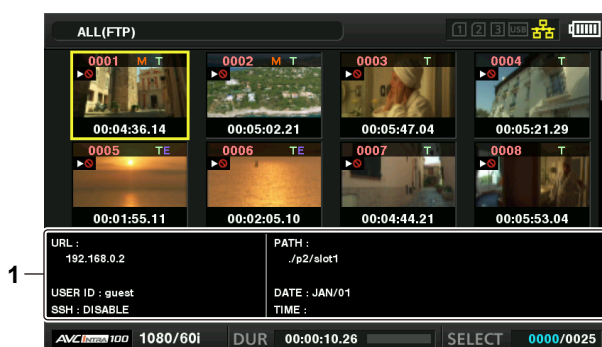 ALL(FTP)
1 2 3 USB
0001 M T
0002 M T
0003 T
0004 T
00:04:36.14
00:05:02.21
00:05:47.04
00:05:21.29
0005 TE
0006 TE
0007 T
0008 T
00:01:55.11
00:02:05.10
00:04:44.21
00:05:53.04
1
URL :
192.168.0.2
USER ID : guest
SSH : DISABLE
PATH :
./p2/slot1
DATE : JAN/01
TIME :
AVC INTRA 100 1080/60i DUR 00:00:10.26 SELECT 0000/0025